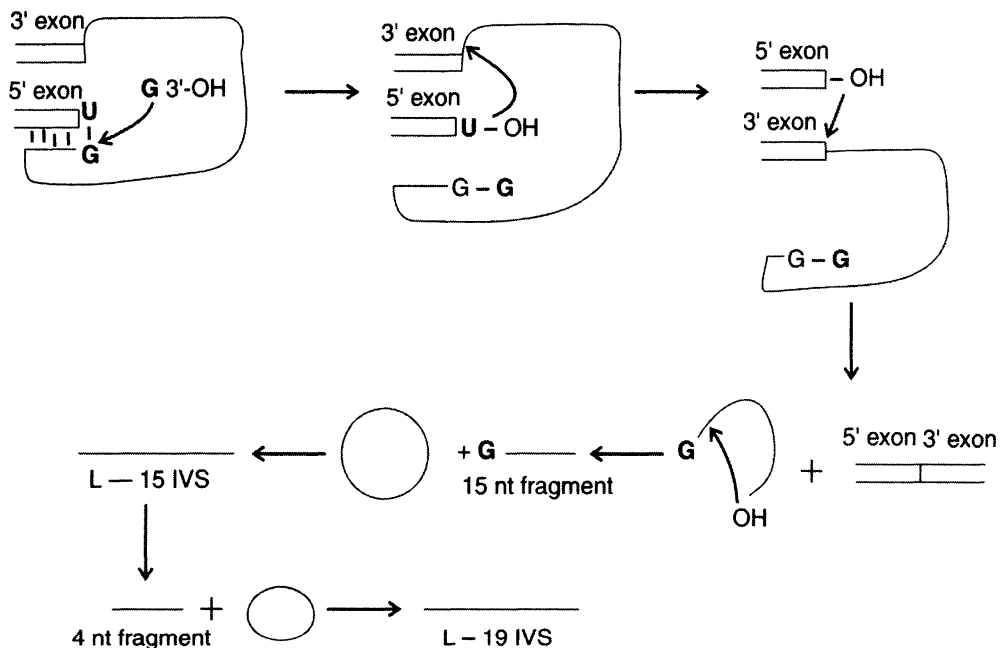 3' exon
5' exon
U
G
G 3'-OH
3' exon
5' exon
U – OH
G – G
5' exon
– OH
3' exon
G – G
L — 15 IVS
+ G
15 nt fragment
G
OH
+
5' exon 3' exon
4 nt fragment
+
L – 19 IVS